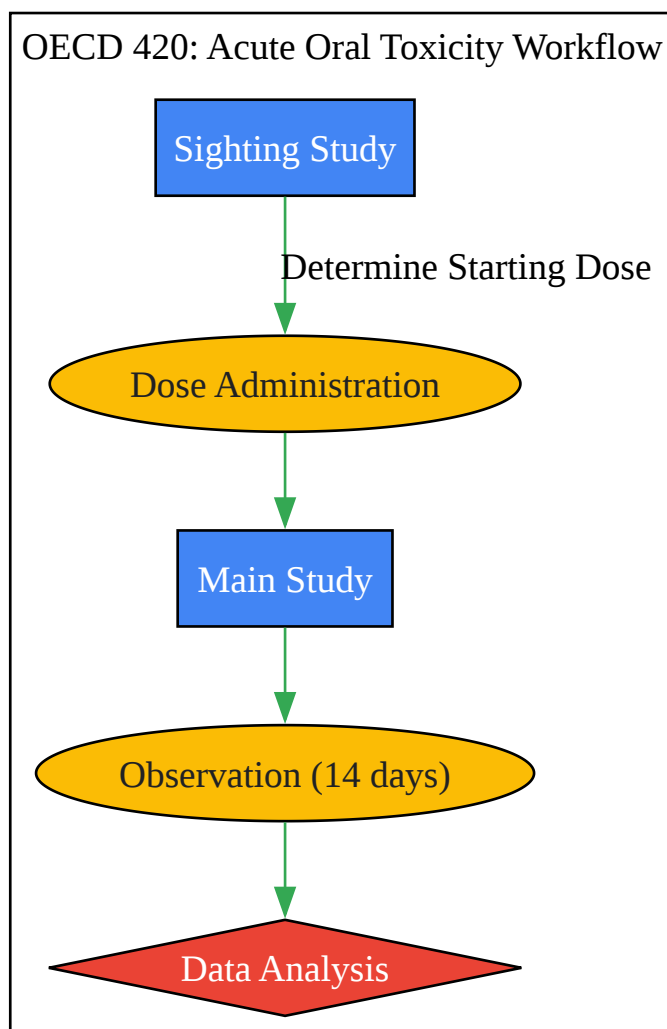 OECD 420: Acute Oral Toxicity Workflow
Sighting Study
Determine Starting Dose
Dose Administration
Main Study
Observation (14 days)
Data Analysis